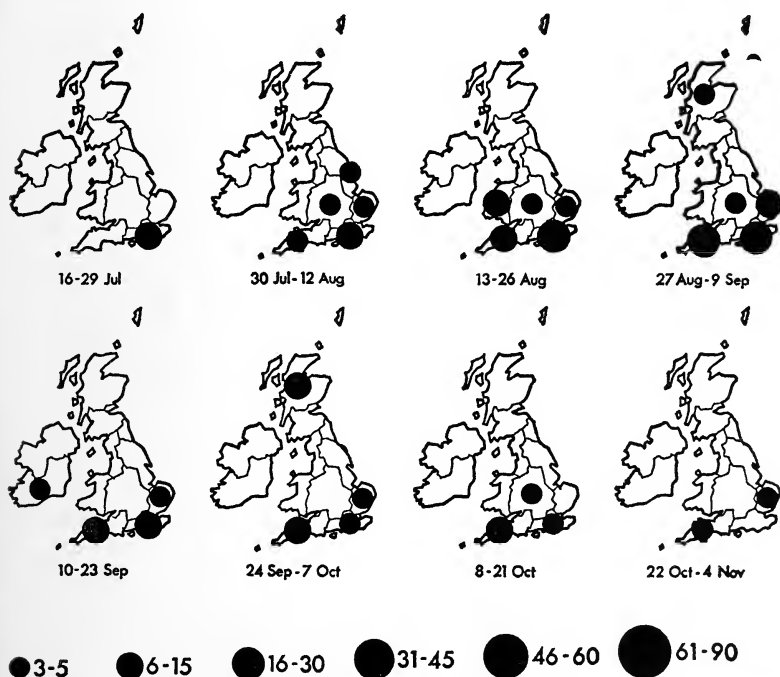 16-29 Jul
30 Jul-12 Aug
13-26 Aug
27 Aug-9 Sep
10-23 Sep
24 Sep-7 Oct
8-21 Oct
22 Oct-4 Nov
3-5 6-15 16-30 31-45 46-60 61-90